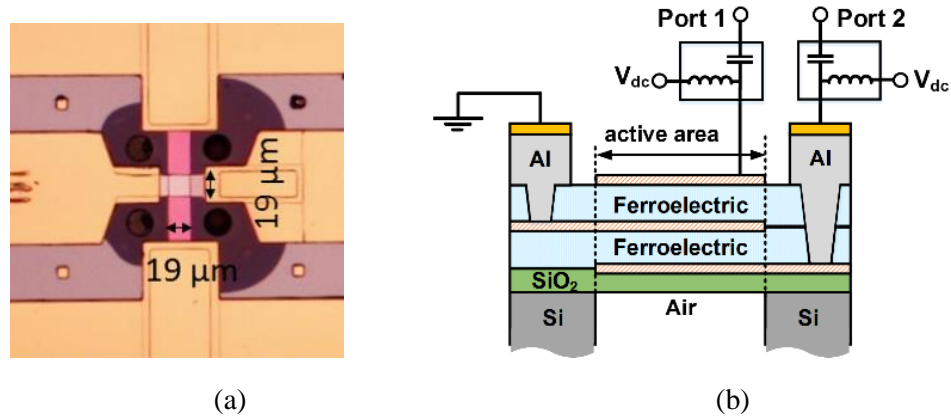 19 μm
19 μm
(a)
Port 1
Port 2
Vdc
Vdc
active area
Al
Al
Ferroelectric
Ferroelectric
SiO₂
Si
Air
Si
(b)